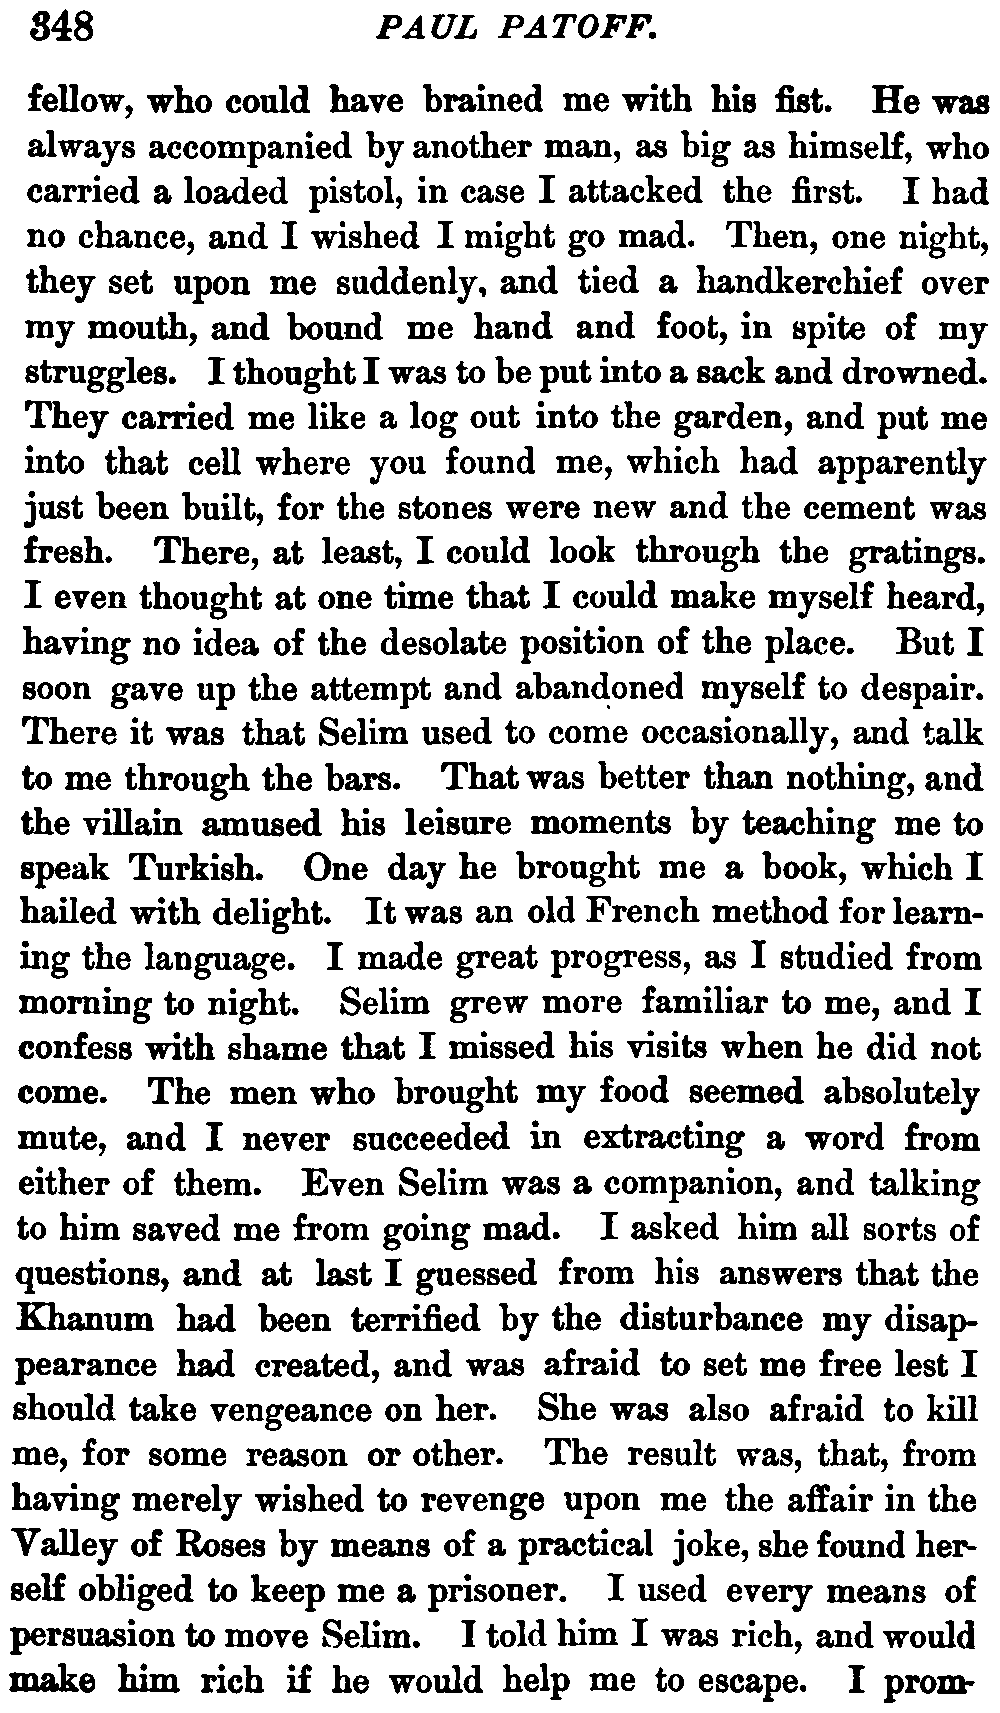 348 PAUL PATOFF.
fellow, who could have brained me with his fist. He was
always accompanied by another man, as big as himself, who
carried a loaded pistol, in case I attacked the first. I had
no chance, and I wished I might go mad. Then, one night,
they set upon me suddenly, and tied a handkerchief over
my mouth, and bound me hand and foot, in spite of my
struggles. I thought I was to be put into a sack and drowned.
They carried me like a log out into the garden, and put me
into that cell where you found me, which had apparently
just been built, for the stones were new and the cement was
fresh. There, at least, I could look through the gratings.
I even thought at one time that I could make myself heard,
having no idea of the desolate position of the place. But I
soon gave up the attempt and abandoned myself to despair.
There it was that Selim used to come occasionally, and talk
to me through the bars. That was better than nothing, and
the villain amused his leisure moments by teaching me to
speak Turkish. One day he brought me a book, which I
hailed with delight. It was an old French method for learn-
ing the language. I made great progress, as I studied from
morning to night. Selim grew more familiar to me, and I
confess with shame that I missed his visits when he did not
come. The men who brought my food seemed absolutely
mute, and I never succeeded in extracting a word from
either of them. Even Selim was a companion, and talking
to him saved me from going mad. I asked him all sorts of
questions, and at last I guessed from his answers that the
Khanum had been terrified by the disturbance my disap-
pearance had created, and was afraid to set me free lest I
should take vengeance on her. She was also afraid to kill
me, for some reason or other. The result was, that, from
having merely wished to revenge upon me the affair in the
Valley of Roses by means of a practical joke, she found her-
self obliged to keep me a prisoner. I used every means of
persuasion to move Selim. I told him I was rich, and would
make him rich if he would help me to escape. I prom-